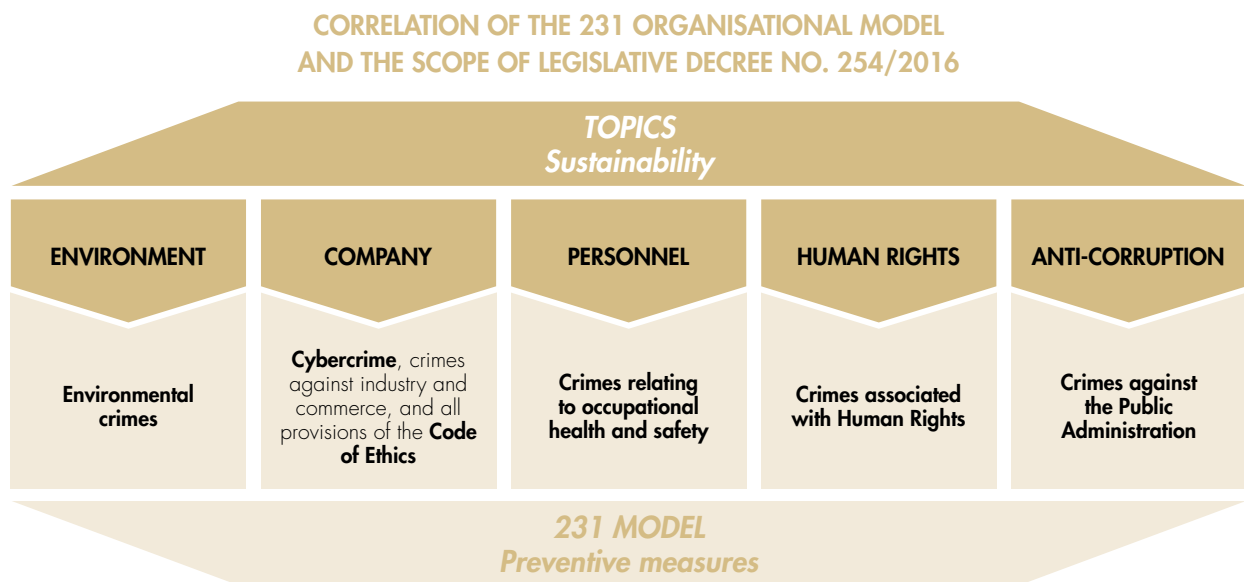 CORRELATION OF THE 231 ORGANISATIONAL MODEL
AND THE SCOPE OF LEGISLATIVE DECREE NO. 254/2016
TOPICS
Sustainability
ENVIRONMENT
COMPANY
PERSONNEL
HUMAN RIGHTS
ANTI-CORRUPTION
Environmental
crimes
Cybercrime, crimes
against industry and
commerce, and all
provisions of the Code
of Ethics
Crimes relating
to occupational
health and safety
Crimes associated
with Human Rights
Crimes against
the Public
Administration
231 MODEL
Preventive measures